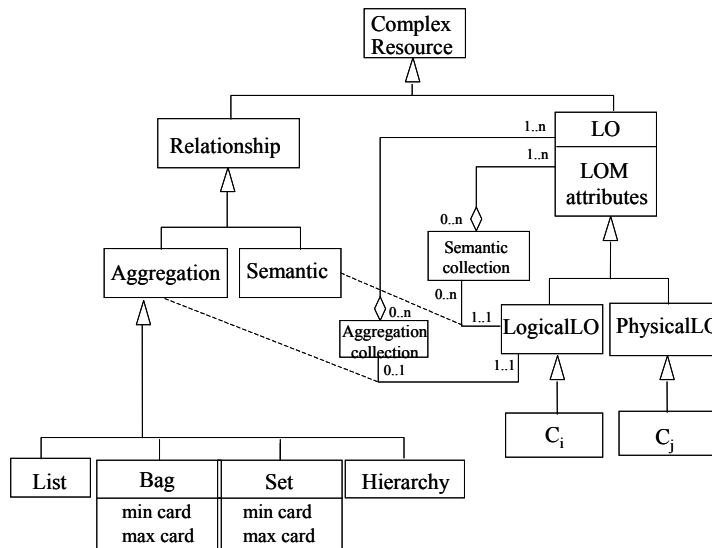 Complex
Resource
1..n
LO
Relationship
1..n
LOM
attributes
0..n
Semantic
collection
Aggregation
Semantic
0..n
0..n
1..1
LogicalLO
PhysicalLO
Aggregation
collection
0..1
1..1
Ci
Cj
List
Bag
Set
Hierarchy
min card
max card
min card
max card